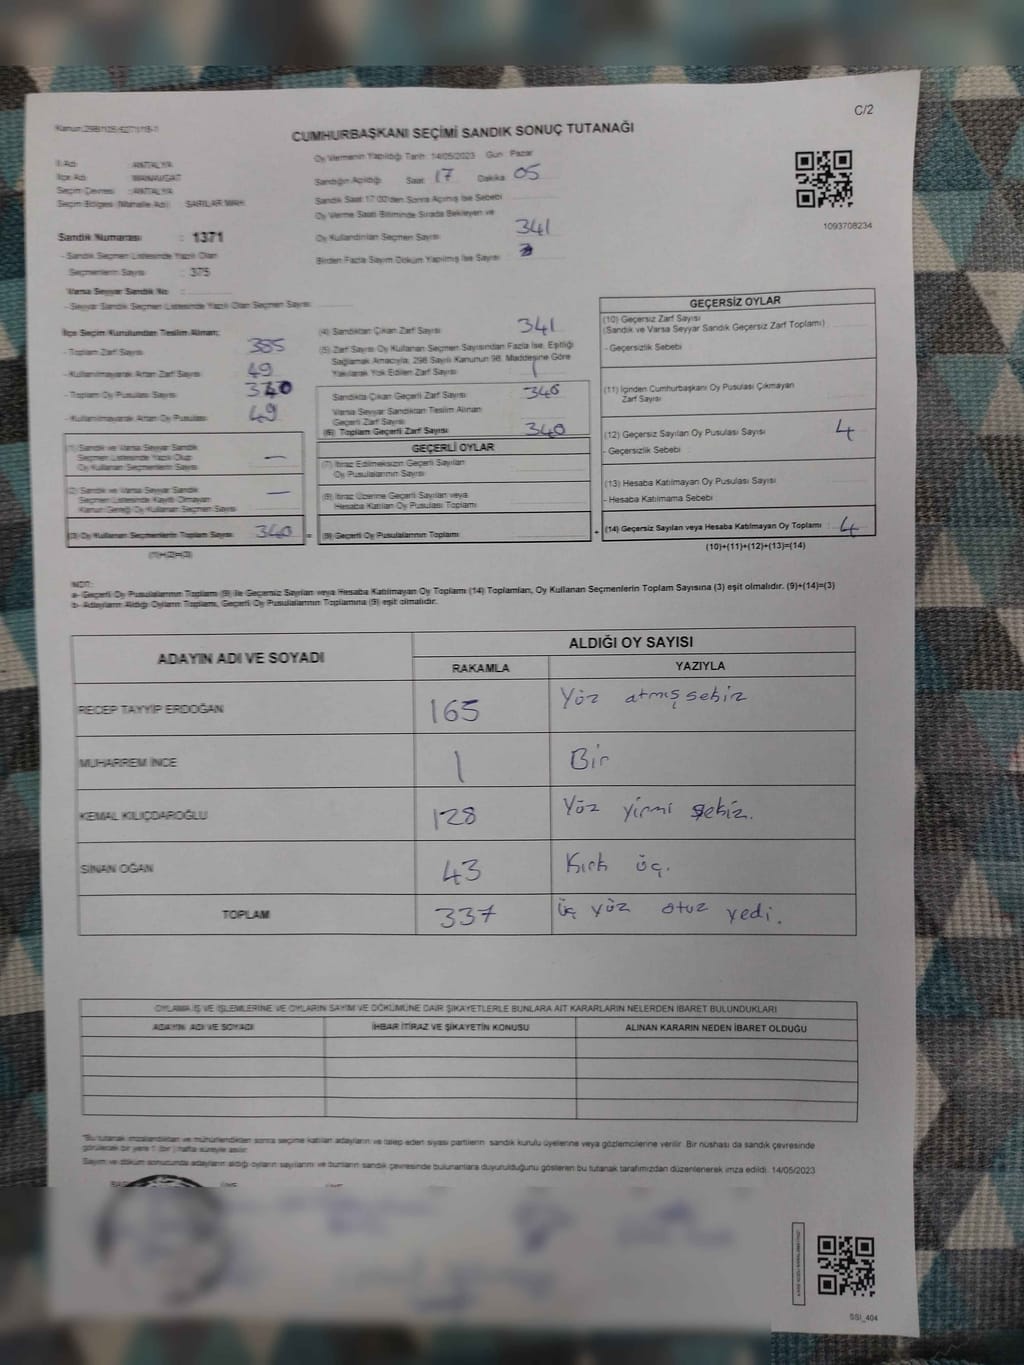 C/2
CUMHURBAŞKANI SEÇİMİ SANDIK SONUÇ TUTANAĞI
İl Adı : ANTALYA
İlçe Adı : MANAVGAT
Seçim Çevresi : ANTALYA
Seçim Bölgesi (Mahalle Adı) SARILAR MAH.
Sandık Numarası : 1371
- Sandık Seçmen Listesinde Yazılı Olan
Seçmenlerin Sayısı : 375
Varsa Seyyar Sandık No :
- Seyyar Sandık Seçmen Listesinde Yazılı Olan Seçmen Sayısı
Oy Vermenin Yapıldığı Tarih: 14/05/2023 Gün Pazar
Sandığın Açıldığı Saat 17 Dakika 05
Sandık Saat 17:00'den Sonra Açılmış İse Sebebi
Oy Verme Saati Bitiminde Sırada Bekleyen ve
Oy Kullandırılan Seçmen Sayısı 341
Birden Fazla Sayım Döküm Yapılmış İse Sayısı
1093708234
İlçe Seçim Kurulundan Teslim Alınan;
- Toplam Zarf Sayısı 385
- Kullanılmayarak Artan Zarf Sayısı 49
- Toplam Oy Pusulası Sayısı
- Kullanılmayarak Artan Oy Pusulası 49
(1) Sandık ve Varsa Seyyar Sandık
Seçmen Listesinde Yazılı Olup
Oy Kullanan Seçmenlerin Sayısı —
(2) Sandık ve Varsa Seyyar Sandık
Seçmen Listesinde Kayıtlı Olmayan
Kanun Gereği Oy Kullanan Seçmen Sayısı —
(3) Oy Kullanan Seçmenlerin Toplam Sayısı 340
(1)+(2)=(3)
(4) Sandıktan Çıkan Zarf Sayısı 341
(5) Zarf Sayısı Oy Kullanan Seçmen Sayısından Fazla İse, Eşitliği
Sağlamak Amacıyla, 298 Sayılı Kanunun 98. Maddesine Göre
Yakılarak Yok Edilen Zarf Sayısı 1
Sandıkta Çıkan Geçerli Zarf Sayısı 340
Varsa Seyyar Sandıktan Teslim Alınan
Geçerli Zarf Sayısı
(6) Toplam Geçerli Zarf Sayısı 340
GEÇERLİ OYLAR
(7) İtiraz Edilmeksizin Geçerli Sayılan
Oy Pusulalarının Sayısı
(8) İtiraz Üzerine Geçerli Sayılan veya
Hesaba Katılan Oy Pusulası Toplamı
= (9) Geçerli Oy Pusulalarının Toplamı
GEÇERSİZ OYLAR
(10) Geçersiz Zarf Sayısı
(Sandık ve Varsa Seyyar Sandık Geçersiz Zarf Toplamı)
- Geçersizlik Sebebi
(11) İçinden Cumhurbaşkanı Oy Pusulası Çıkmayan
Zarf Sayısı
(12) Geçersiz Sayılan Oy Pusulası Sayısı 4
- Geçersizlik Sebebi
(13) Hesaba Katılmayan Oy Pusulası Sayısı
- Hesaba Katılmama Sebebi
+ (14) Geçersiz Sayılan veya Hesaba Katılmayan Oy Toplamı : 4
(10)+(11)+(12)+(13)=(14)
NOT:
a- Geçerli Oy Pusulalarının Toplamı (9) ile Geçersiz Sayılan veya Hesaba Katılmayan Oy Toplamı (14) Toplamları, Oy Kullanan Seçmenlerin Toplam Sayısına (3) eşit olmalıdır. (9)+(14)=(3)
b- Adayların Aldığı Oyların Toplamı, Geçerli Oy Pusulalarının Toplamına (9) eşit olmalıdır.
ADAYIN ADI VE SOYADI ALDIĞI OY SAYISI
RAKAMLA YAZIYLA
RECEP TAYYİP ERDOĞAN 165 Yüz atmış sebiz
MUHARREM İNCE 1 Bir
KEMAL KILIÇDAROĞLU 128 Yüz yirmi sekiz.
SİNAN OĞAN 43 Kırk üç.
TOPLAM 337 üç yüz otuz yedi.
OYLAMA İŞ VE İŞLEMLERİNE VE OYLARIN SAYIM VE DÖKÜMÜNE DAİR ŞİKAYETLERLE BUNLARA AİT KARARLARIN NELERDEN İBARET BULUNDUKLARI
ADAYIN ADI VE SOYADI İHBAR İTİRAZ VE ŞİKAYETİN KONUSU ALINAN KARARIN NEDEN İBARET OLDUĞU
"Bu tutanak imzalandıktan ve mühürlendikten sonra seçime katılan adayların ve talep eden siyasi partilerin sandık kurulu üyelerine veya gözlemcilerine verilir. Bir nüshası da sandık çevresinde
görülecek bir yere 1 (bir) hafta süreyle asılır.
Sayım ve döküm sonucunda adayların aldığı oyların sayılarını ve bunların sandık çevresinde bulunanlara duyurulduğunu gösteren bu tutanak tarafımızdan düzenlenerek imza edildi. 14/05/2023
SSI_404